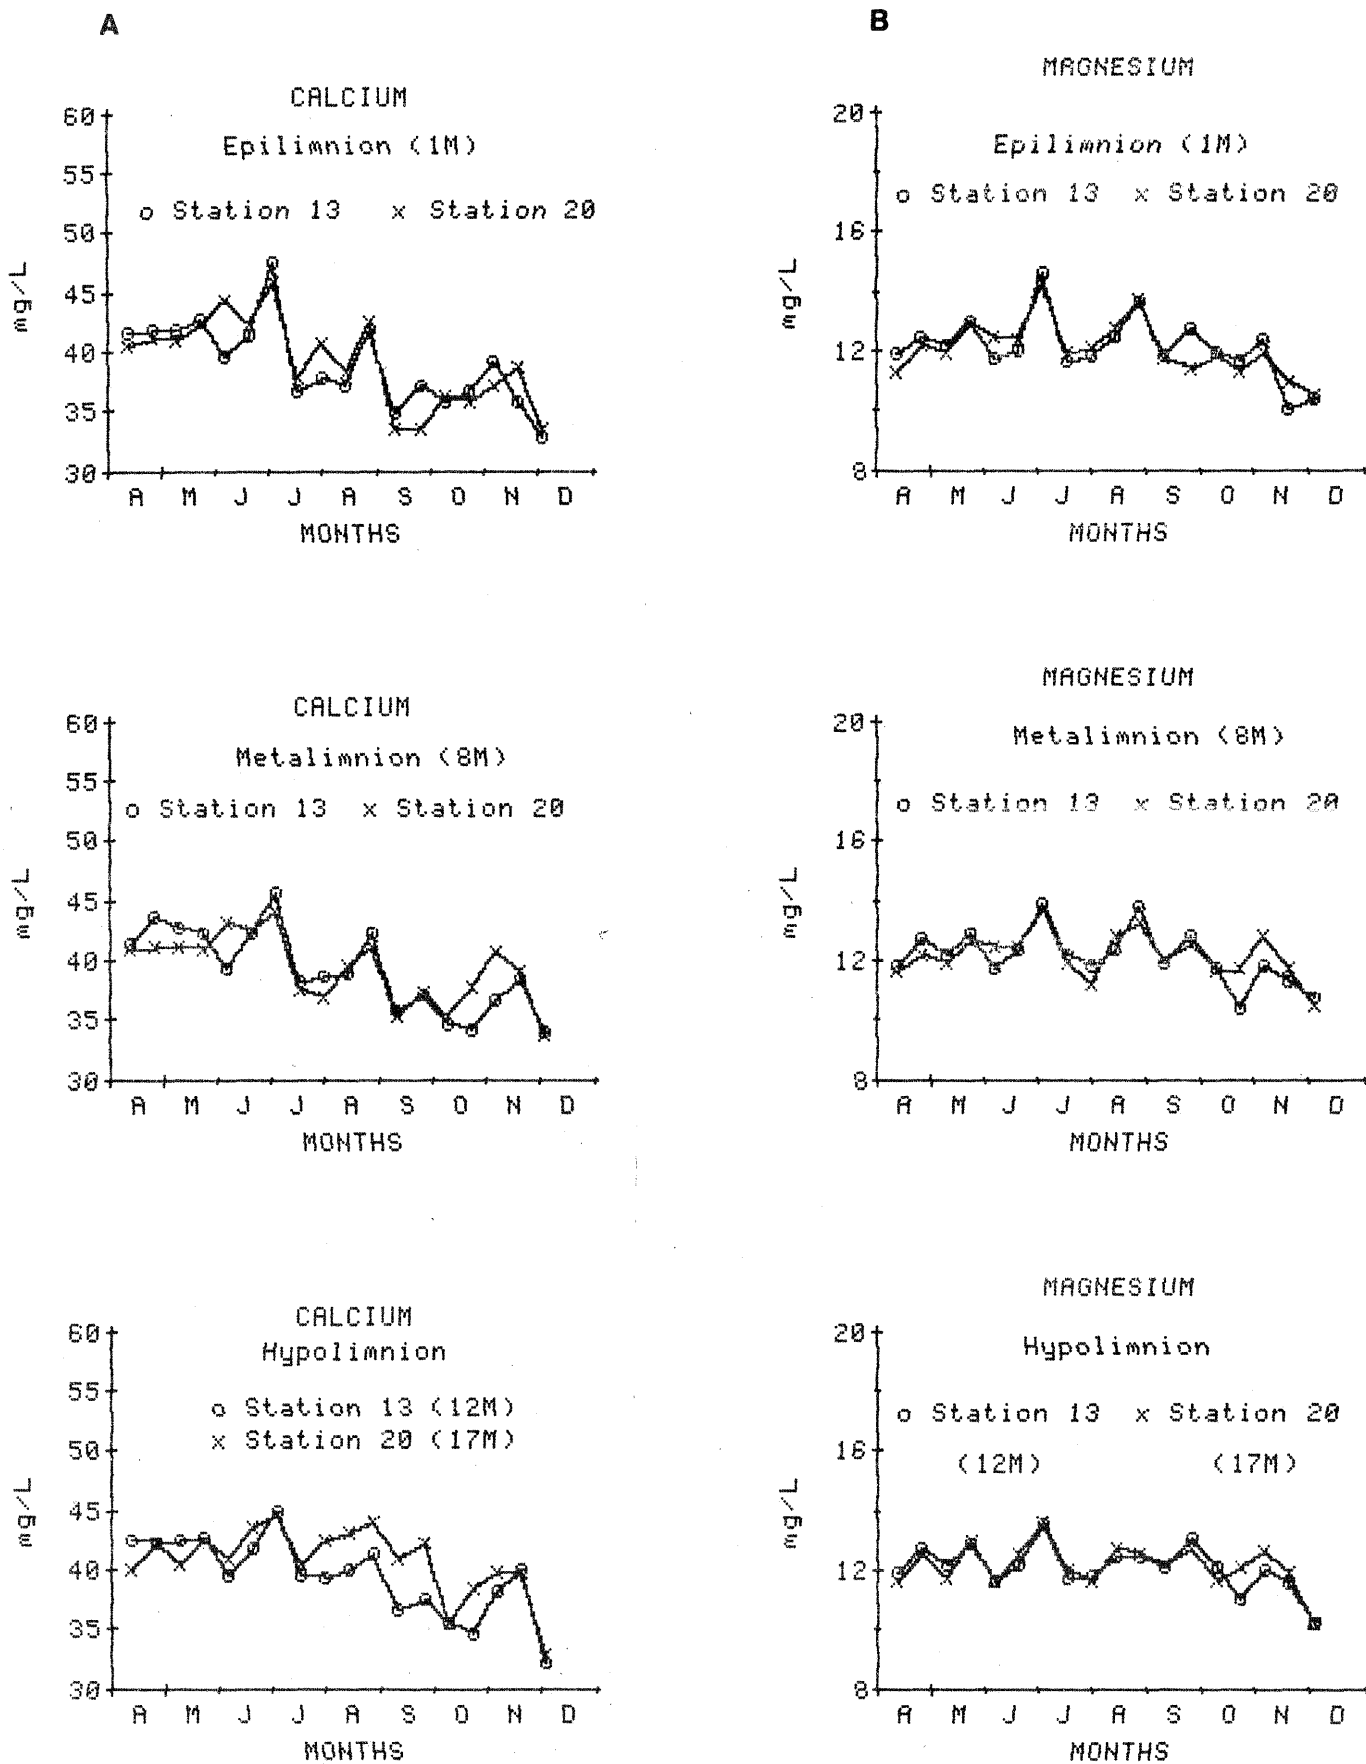 A
CALCIUM
Epilimnion (1M)
o Station 13 x Station 20
60
55
50
45
40
35
30
mg/L
A M J J A S O N D
MONTHS
B
MAGNESIUM
Epilimnion (1M)
o Station 13 x Station 20
20
16
12
8
mg/L
A M J J A S O N D
MONTHS
CALCIUM
Metalimnion (8M)
o Station 13 x Station 20
60
55
50
45
40
35
30
mg/L
A M J J A S O N D
MONTHS
MAGNESIUM
Metalimnion (8M)
o Station 13 x Station 20
20
16
12
8
mg/L
A M J J A S O N D
MONTHS
CALCIUM
Hypolimnion
o Station 13 (12M)
x Station 20 (17M)
60
55
50
45
40
35
30
mg/L
A M J J A S O N D
MONTHS
MAGNESIUM
Hypolimnion
o Station 13 x Station 20
(12M) (17M)
20
16
12
8
mg/L
A M J J A S O N D
MONTHS